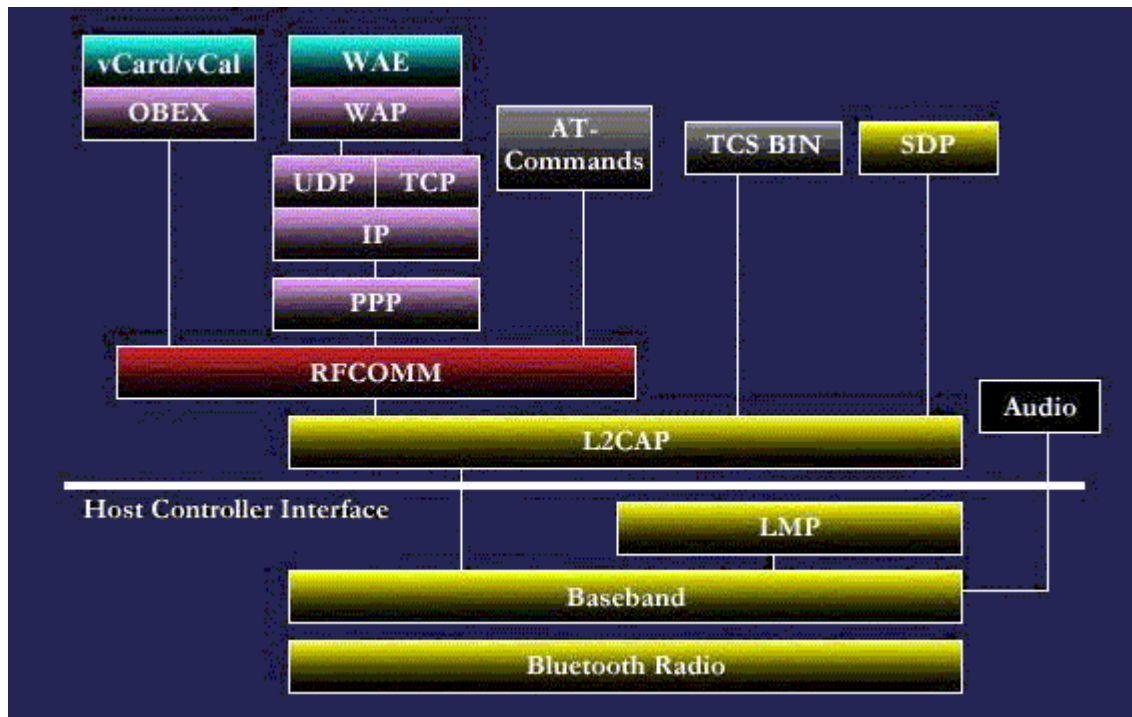 vCard/vCal
OBEX
WAE
WAP
UDP
TCP
IP
PPP
AT-
Commands
TCS BIN
SDP
RFCOMM
L2CAP
Audio
Host Controller Interface
LMP
Baseband
Bluetooth Radio